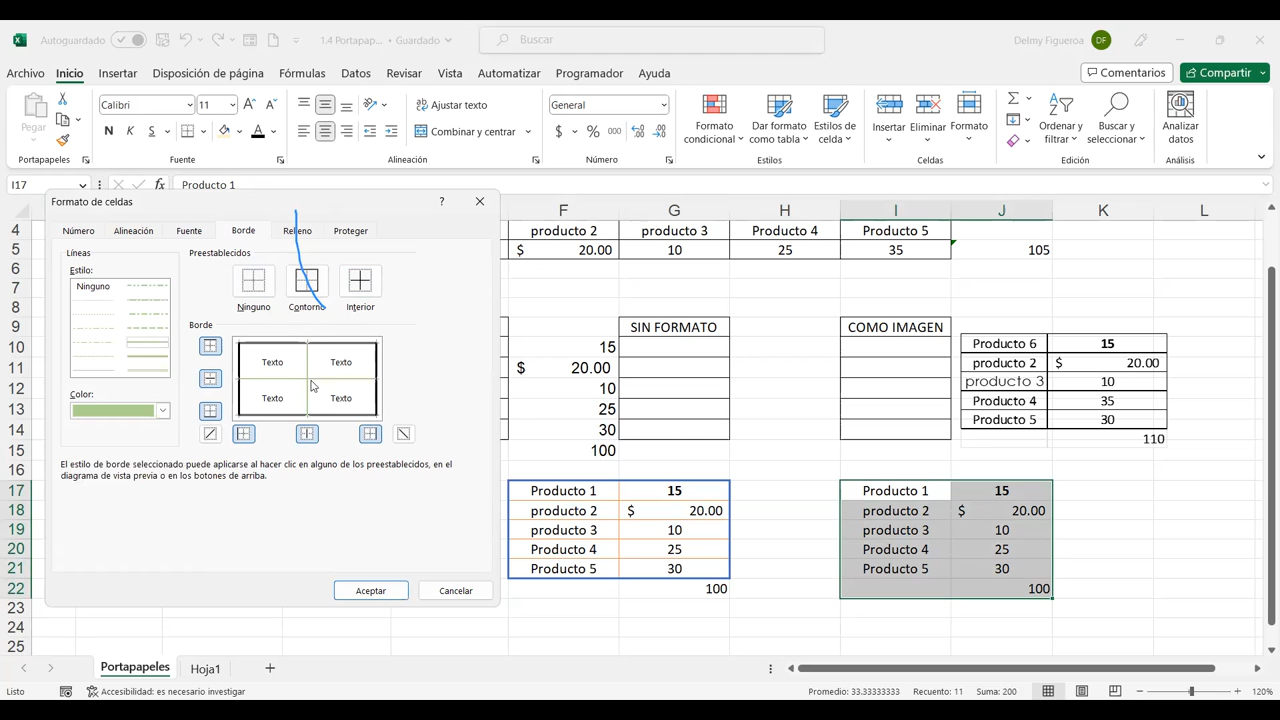 Autoguardado
1.4 Portapap... • Guardado
Buscar
Delmy Figueroa
DF
Archivo Inicio Insertar Disposición de página Fórmulas Datos Revisar Vista Automatizar Programador Ayuda
Comentarios
Compartir
Pegar
Portapapeles
Calibri 11
N K S
Fuente
Ajustar texto
Combinar y centrar
Alineación
General
$ % 000
Número
Formato condicional
Dar formato como tabla
Estilos de celda
Estilos
Insertar
Eliminar
Formato
Celdas
Ordenar y filtrar
Buscar y seleccionar
Edición
Analizar datos
Análisis
I17
fx
Producto 1
Formato de celdas
?
Número Alineación Fuente Borde Relleno Proteger
Líneas
Estilo:
Ninguno
Color:
Preestablecidos
Ninguno Contorno Interior
Borde
Texto Texto
Texto Texto
El estilo de borde seleccionado puede aplicarse al hacer clic en alguno de los preestablecidos, en el
diagrama de vista previa o en los botones de arriba.
Aceptar Cancelar
F G H I J K L
4 producto 2 producto 3 Producto 4 Producto 5
5 $ 20.00 10 25 35 105
6
7
8
9 SIN FORMATO COMO IMAGEN
10 15 Producto 6 15
11 $ 20.00 producto 2 $ 20.00
12 10 producto 3 10
13 25 Producto 4 35
14 30 Producto 5 30
15 100 110
16
17 Producto 1 15 Producto 1 15
18 producto 2 $ 20.00 producto 2 $ 20.00
19 producto 3 10 producto 3 10
20 Producto 4 25 Producto 4 25
21 Producto 5 30 Producto 5 30
22 100 100
23
24
25
Portapapeles Hoja1
Listo
Accesibilidad: es necesario investigar
Promedio: 33.33333333 Recuento: 11 Suma: 200
120%